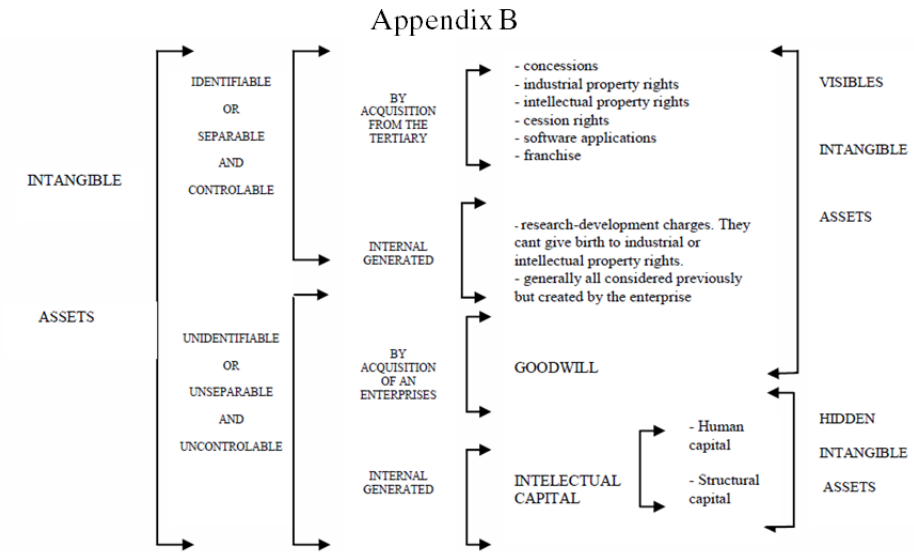 Appendix B
INTANGIBLE
ASSETS
IDENTIFIABLE
OR
SEPARABLE
AND
CONTROLABLE
UNIDENTIFIABLE
OR
UNSEPARABLE
AND
UNCONTROLABLE
BY
ACQUISITION
FROM THE
TERTIARY
INTERNAL
GENERATED
BY
ACQUISITION
OF AN
ENTERPRISES
INTERNAL
GENERATED
- concessions
- industrial property rights
- intellectual property rights
- cession rights
- software applications
- franchise
- research-development charges. They
cant give birth to industrial or
intellectual property rights.
- generally all considered previously
but created by the enterprise
GOODWILL
INTELECTUAL
CAPITAL
- Human
capital
- Structural
capital
VISIBLES
INTANGIBLE
ASSETS
HIDDEN
INTANGIBLE
ASSETS